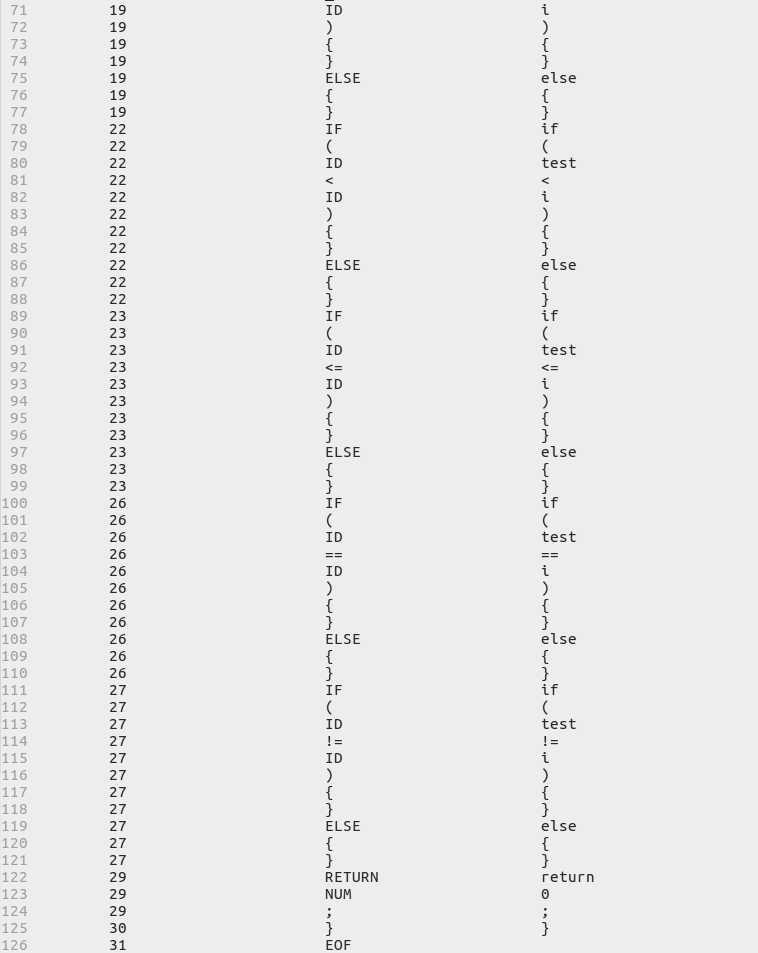 71 19 ID i
72 19 ) )
73 19 { {
74 19 } }
75 19 ELSE else
76 19 { {
77 19 } }
78 22 IF if
79 22 ( (
80 22 ID test
81 22 < <
82 22 ID i
83 22 ) )
84 22 { {
85 22 } }
86 22 ELSE else
87 22 { {
88 22 } }
89 23 IF if
90 23 ( (
91 23 ID test
92 23 <= <=
93 23 ID i
94 23 ) )
95 23 { {
96 23 } }
97 23 ELSE else
98 23 { {
99 23 } }
100 26 IF if
101 26 ( (
102 26 ID test
103 26 == ==
104 26 ID i
105 26 ) )
106 26 { {
107 26 } }
108 26 ELSE else
109 26 { {
110 26 } }
111 27 IF if
112 27 ( (
113 27 ID test
114 27 != !=
115 27 ID i
116 27 ) )
117 27 { {
118 27 } }
119 27 ELSE else
120 27 { {
121 27 } }
122 29 RETURN return
123 29 NUM 0
124 29 ; ;
125 30 } }
126 31 EOF